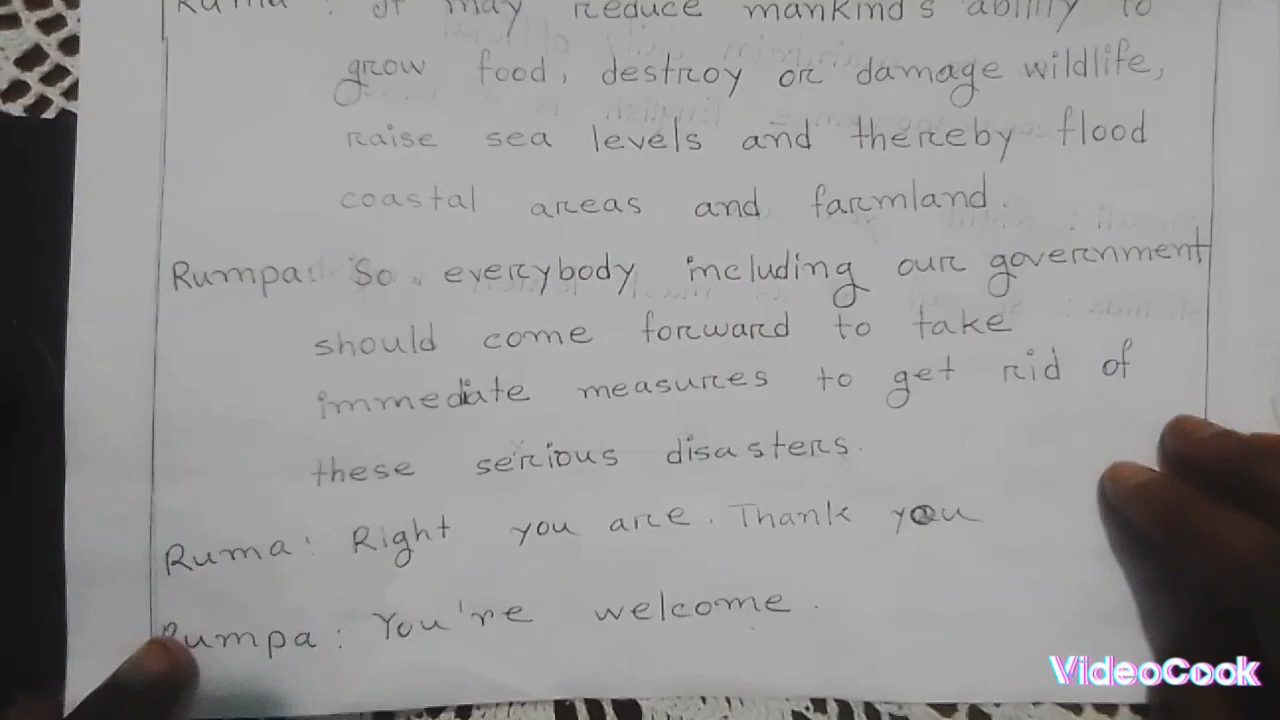 Ruma : It may reduce mankind's ability to
grow food, destroy or damage wildlife,
raise sea levels and thereby flood
coastal areas and farmland.
Rumpa: So everybody including our government
should come forward to take
immediate measures to get rid of
these serious disasters.
Ruma: Right you are. Thank you
Rumpa: You're welcome.
VideoCook